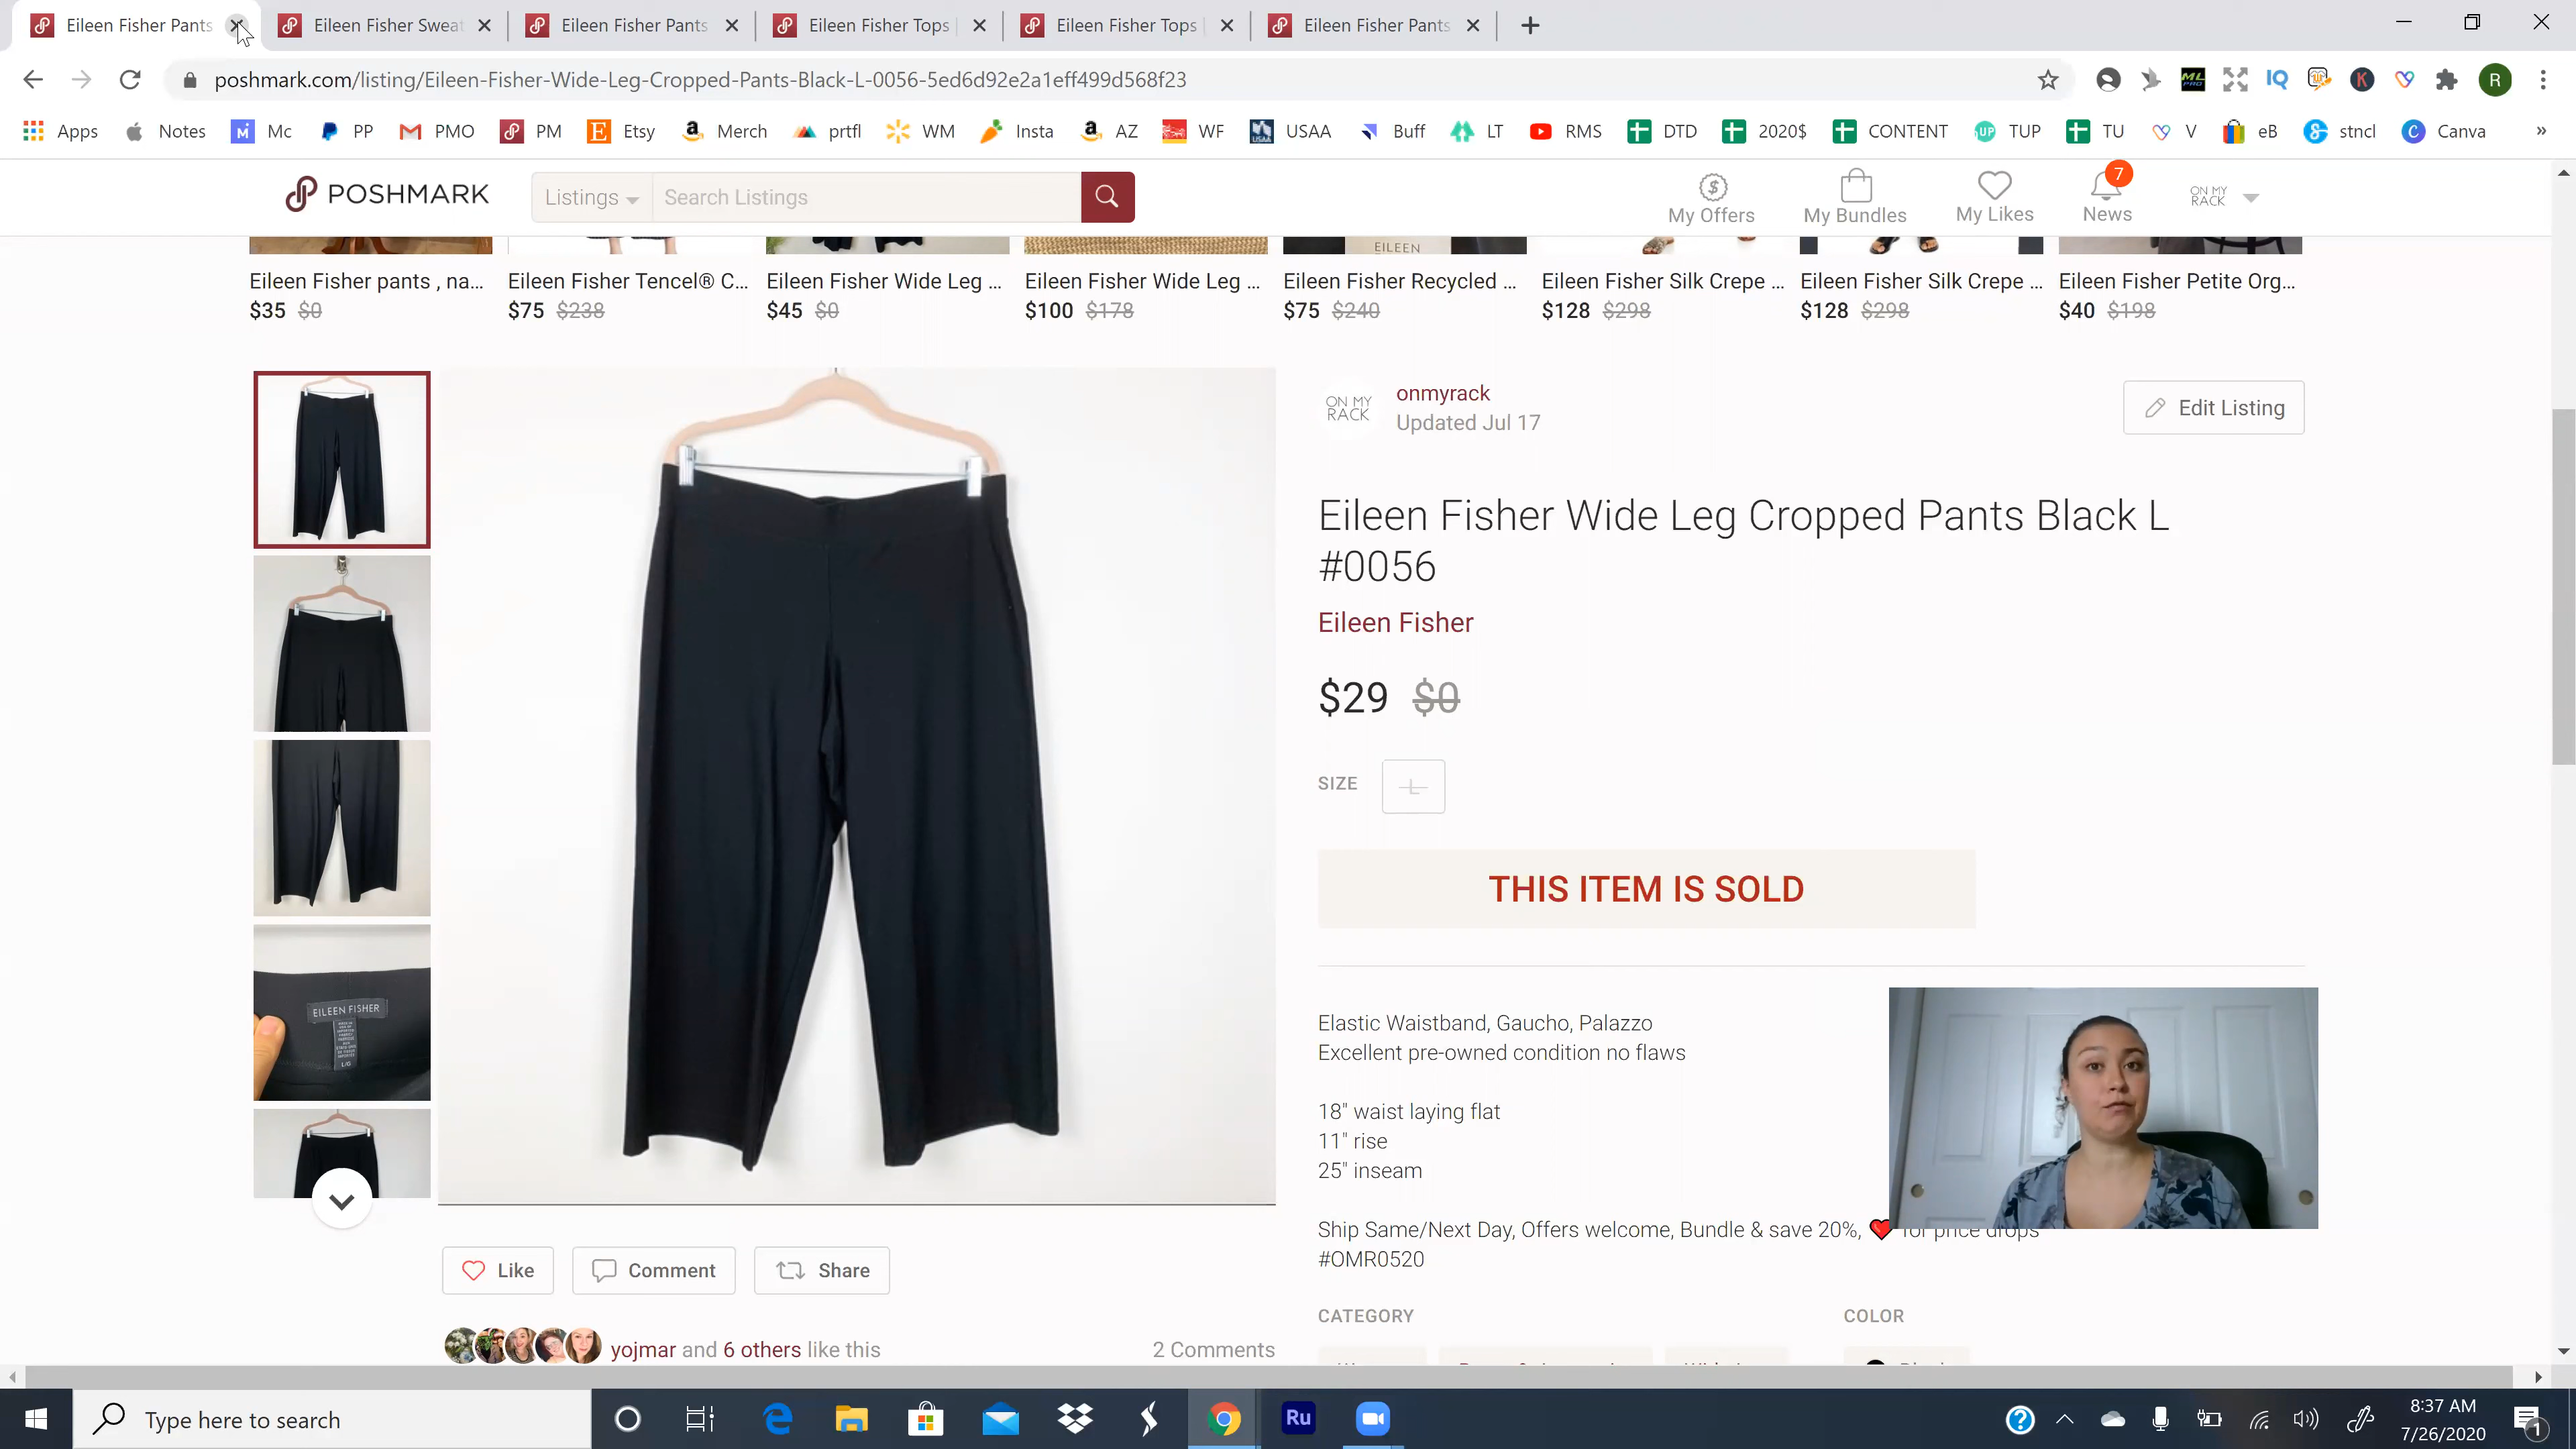 Eileen Fisher Pants
Eileen Fisher Sweat
Eileen Fisher Pants
Eileen Fisher Tops |
Eileen Fisher Tops |
Eileen Fisher Pants
poshmark.com/listing/Eileen-Fisher-Wide-Leg-Cropped-Pants-Black-L-0056-5ed6d92e2a1eff499d568f23
ML
IQ
K
R
Apps Notes Mc PP PMO PM Etsy Merch prtfl WM Insta AZ WF USAA Buff LT RMS DTD 2020$ CONTENT TUP TU V eB stncl Canva »
POSHMARK
Listings
Search Listings
My Offers
My Bundles
My Likes
7
News
ON MY
RACK
EILEEN
Eileen Fisher pants , na...
$35 $0
Eileen Fisher Tencel® C...
$75 $238
Eileen Fisher Wide Leg ...
$45 $0
Eileen Fisher Wide Leg ...
$100 $178
Eileen Fisher Recycled ...
$75 $240
Eileen Fisher Silk Crepe ...
$128 $298
Eileen Fisher Silk Crepe ...
$128 $298
Eileen Fisher Petite Org...
$40 $198
EILEEN FISHER
L/G
ON MY
RACK
onmyrack
Updated Jul 17
Edit Listing
Eileen Fisher Wide Leg Cropped Pants Black L
#0056
Eileen Fisher
$29 $0
SIZE L
THIS ITEM IS SOLD
Elastic Waistband, Gaucho, Palazzo
Excellent pre-owned condition no flaws
18" waist laying flat
11" rise
25" inseam
Ship Same/Next Day, Offers welcome, Bundle & save 20%, ❤ for price drops
#OMR0520
CATEGORY
COLOR
Like
Comment
Share
yojmar and 6 others like this
2 Comments
Type here to search
Ru
8:37 AM
7/26/2020
1